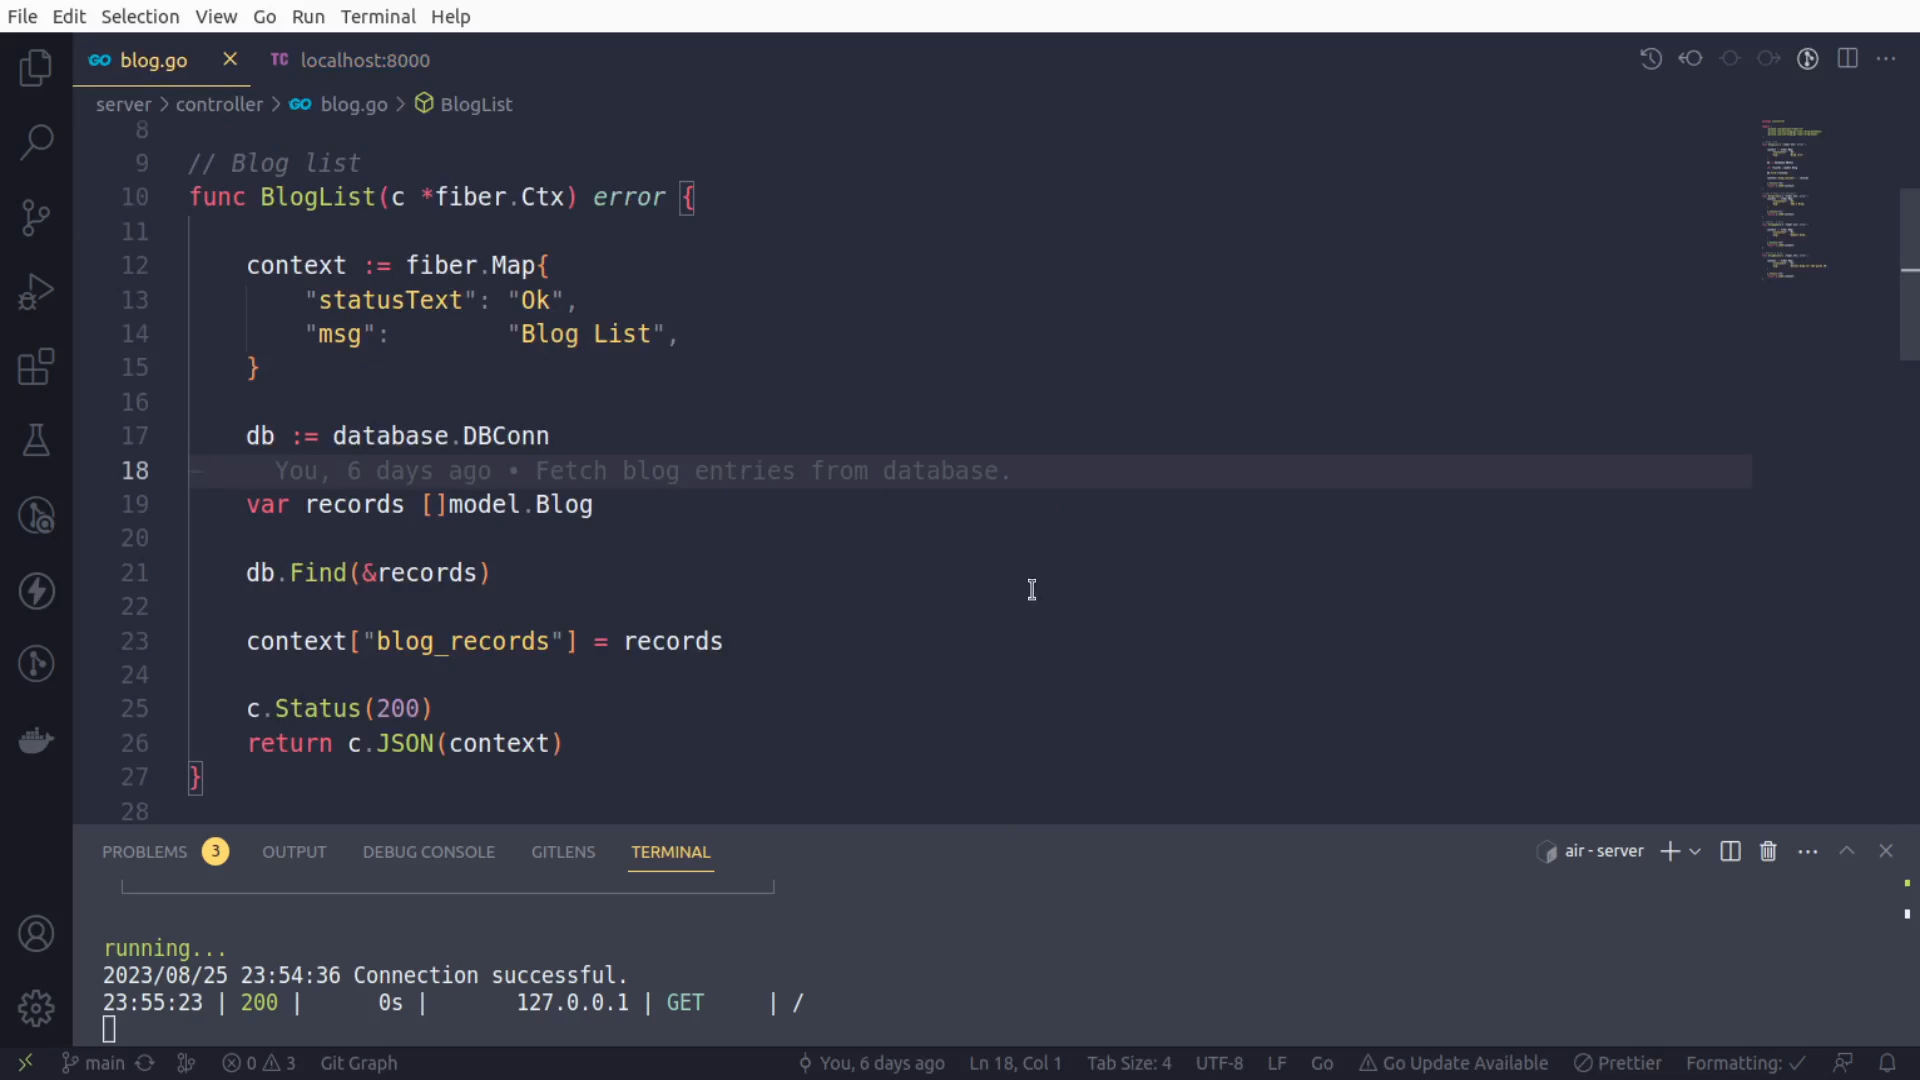 File Edit Selection View Go Run Terminal Help
GO blog.go TC localhost:8000
server > controller > GO blog.go > BlogList
8
9 // Blog list
10 func BlogList(c *fiber.Ctx) error {
11
12 context := fiber.Map{
13 "statusText": "Ok",
14 "msg": "Blog List",
15 }
16
17 db := database.DBConn
18 You, 6 days ago • Fetch blog entries from database.
19 var records []model.Blog
20
21 db.Find(&records)
22
23 context["blog_records"] = records
24
25 c.Status(200)
26 return c.JSON(context)
27 }
28
PROBLEMS 3 OUTPUT DEBUG CONSOLE GITLENS TERMINAL air - server
running...
2023/08/25 23:54:36 Connection successful.
23:55:23 | 200 | 0s | 127.0.0.1 | GET | /
main 0 3 Git Graph You, 6 days ago Ln 18, Col 1 Tab Size: 4 UTF-8 LF Go Go Update Available Prettier Formatting: ✓